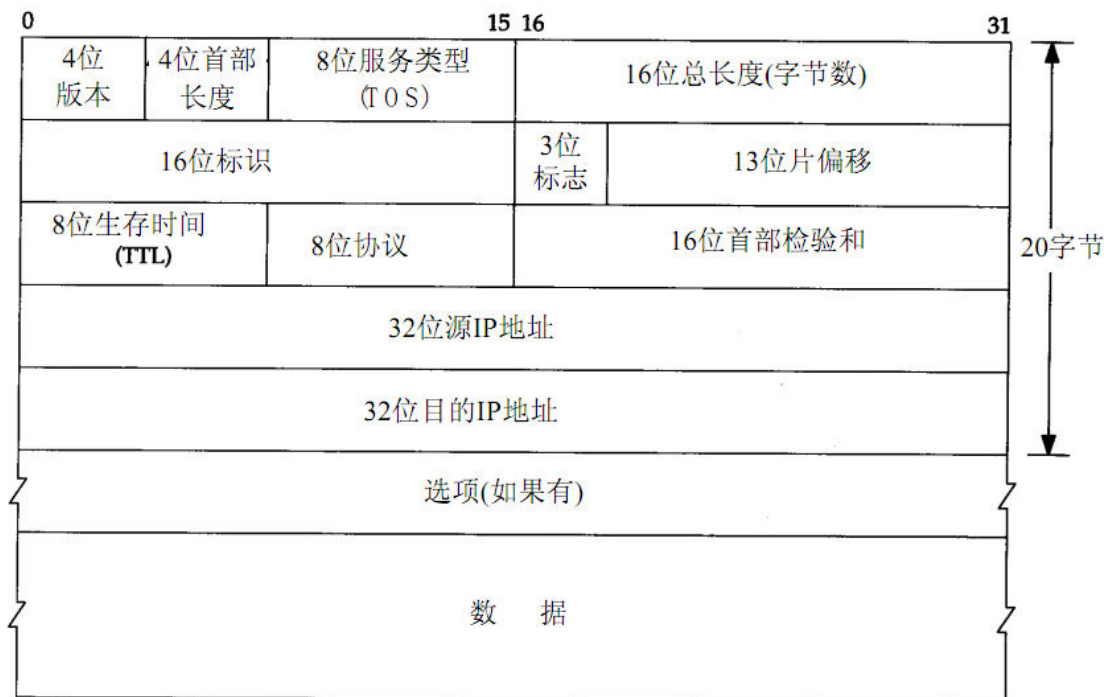 0 15 16 31
4位 版本
4位首部 长度
8位服务类型 (TOS)
16位总长度(字节数)
16位标识
3位 标志
13位片偏移
8位生存时间 (TTL)
8位协议
16位首部检验和
20字节
32位源IP地址
32位目的IP地址
选项(如果有)
数 据